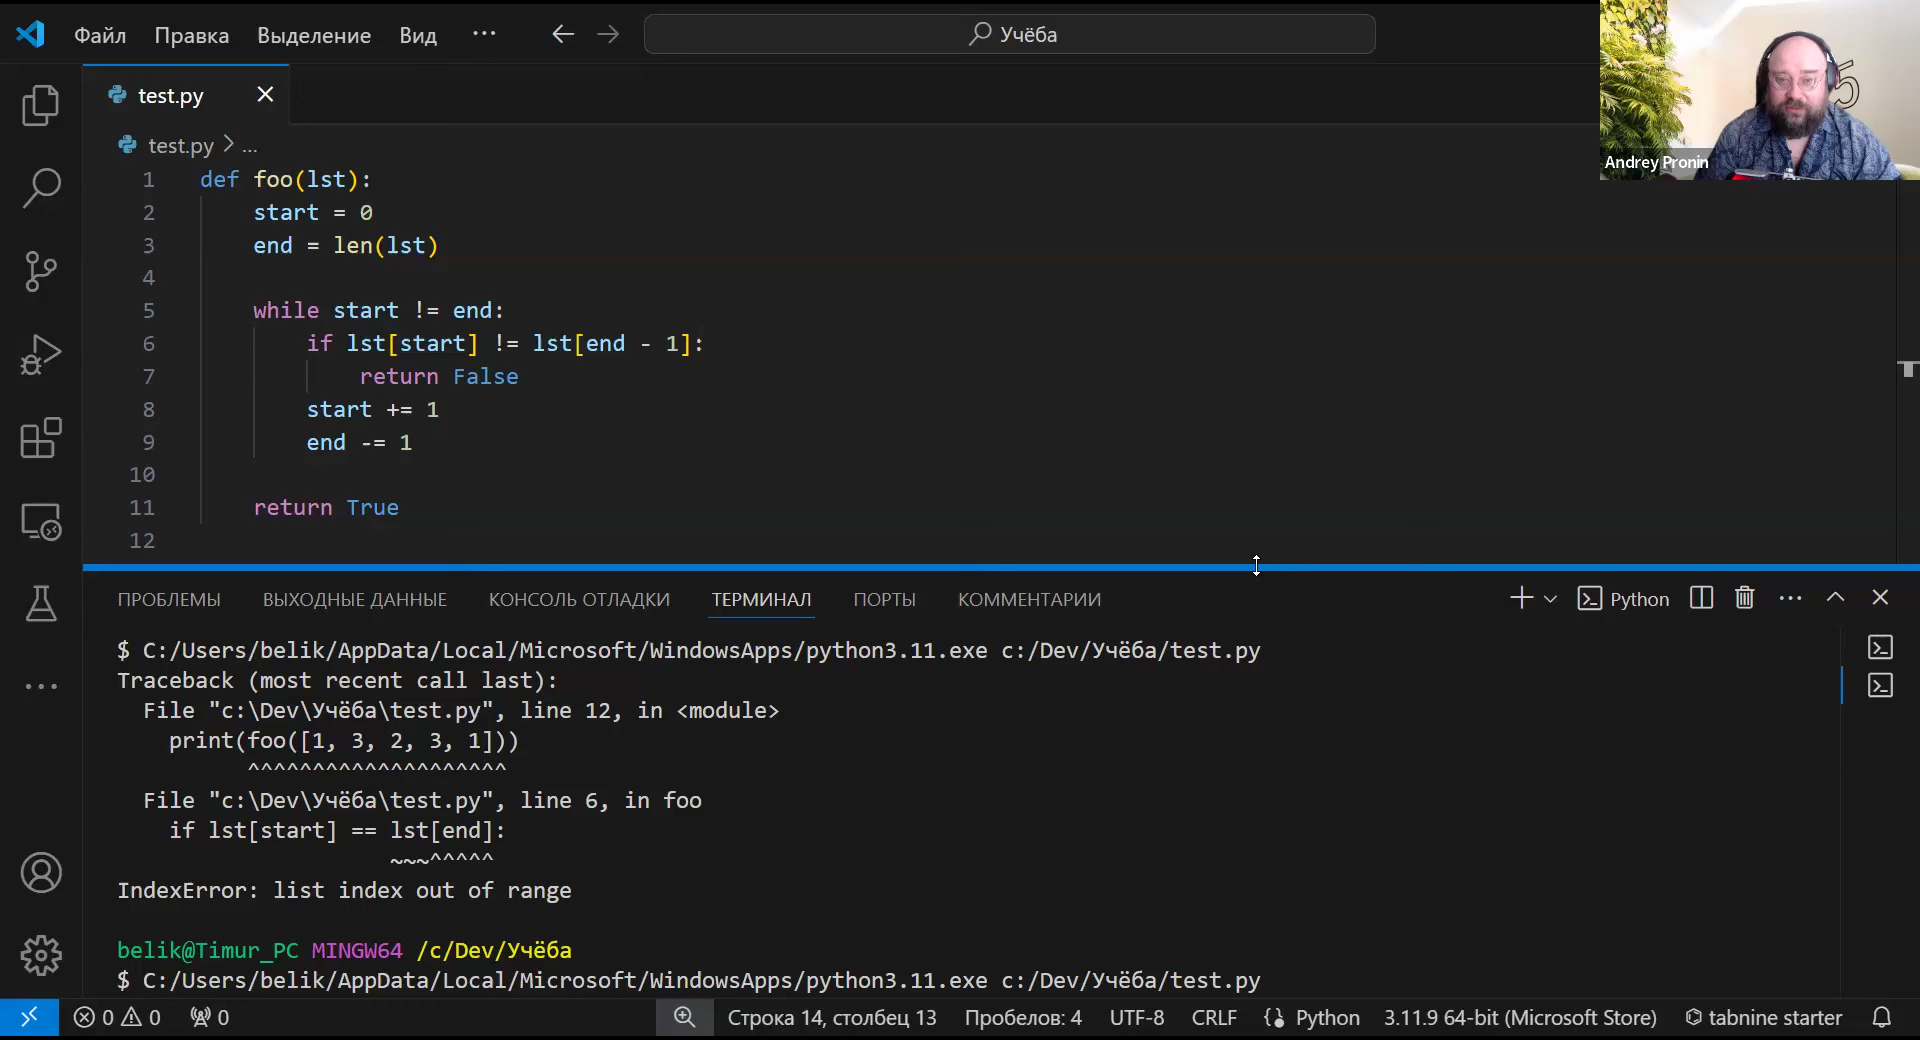 Файл Правка Выделение Вид ··· Учёба
test.py
test.py > ...
1 def foo(lst):
2 start = 0
3 end = len(lst)
4
5 while start != end:
6 if lst[start] != lst[end - 1]:
7 return False
8 start += 1
9 end -= 1
10
11 return True
12
Andrey Pronin
ПРОБЛЕМЫ ВЫХОДНЫЕ ДАННЫЕ КОНСОЛЬ ОТЛАДКИ ТЕРМИНАЛ ПОРТЫ КОММЕНТАРИИ Python
$ C:/Users/belik/AppData/Local/Microsoft/WindowsApps/python3.11.exe c:/Dev/Учёба/test.py
Traceback (most recent call last):
File "c:\Dev\Учёба\test.py", line 12, in <module>
print(foo([1, 3, 2, 3, 1]))
^^^^^^^^^^^^^^^^^^^^
File "c:\Dev\Учёба\test.py", line 6, in foo
if lst[start] == lst[end]:
~~~^^^^^
IndexError: list index out of range
belik@Timur_PC MINGW64 /c/Dev/Учёба
$ C:/Users/belik/AppData/Local/Microsoft/WindowsApps/python3.11.exe c:/Dev/Учёба/test.py
0 0 0 Строка 14, столбец 13 Пробелов: 4 UTF-8 CRLF Python 3.11.9 64-bit (Microsoft Store) tabnine starter